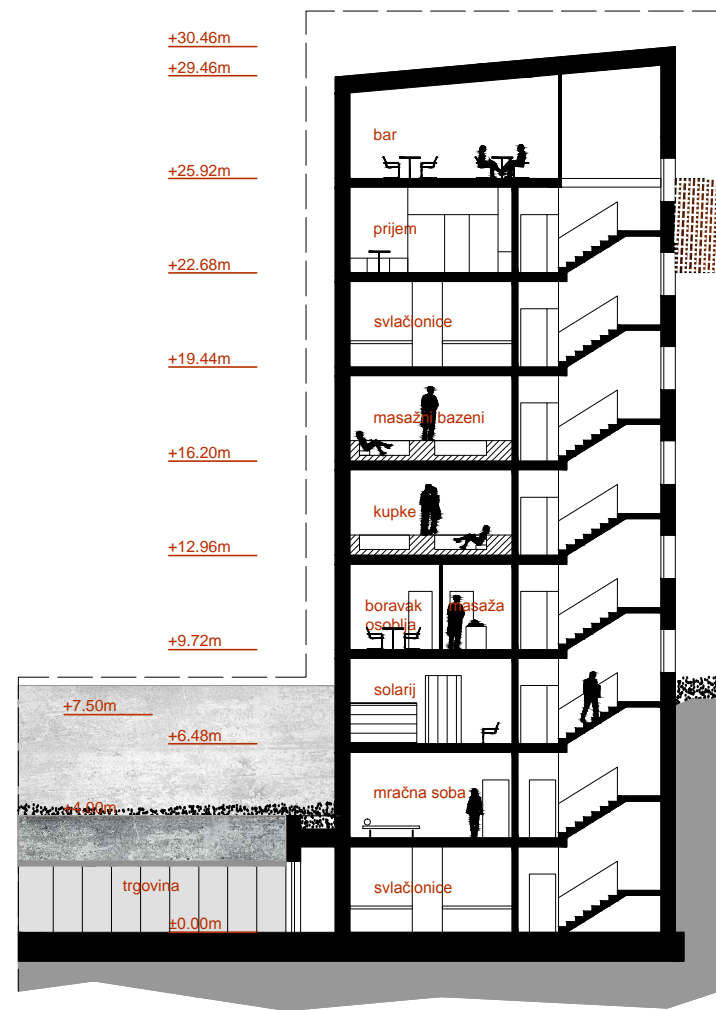 +30.46m
+29.46m
bar
+25.92m
prijem
+22.68m
svlačionice
+19.44m
masažni bazeni
+16.20m
kupke
+12.96m
boravak
osoblja
masaža
+9.72m
solarij
+7.50m
+6.48m
mračna soba
+4.00m
trgovina
svlačionice
±0.00m